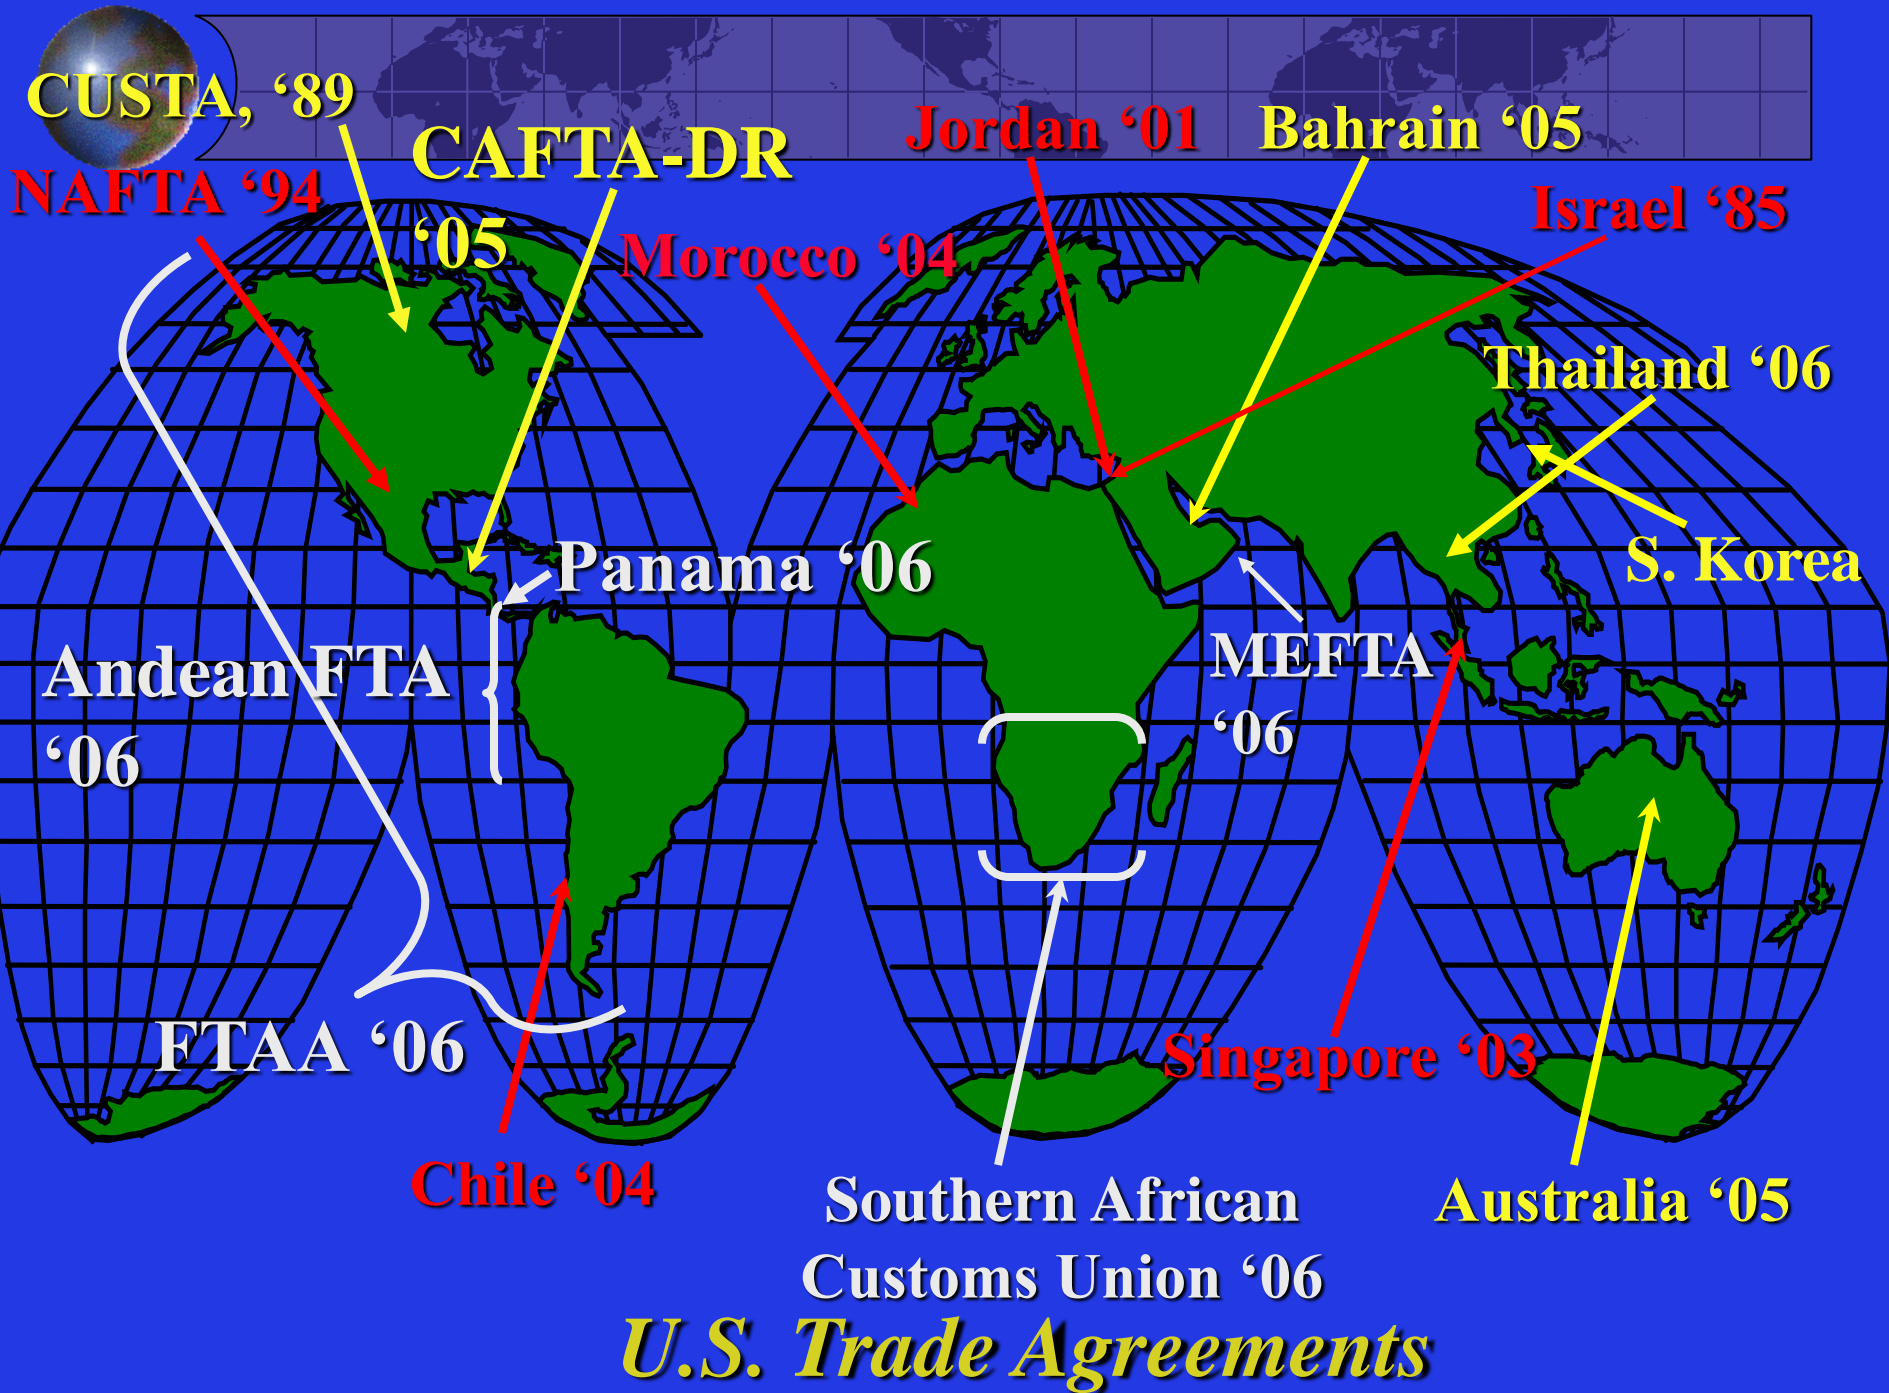 CUSTA, ‘89
CAFTA-DR
‘05
Jordan ‘01
Bahrain ‘05
NAFTA ‘94
Israel ‘85
Morocco ‘04
Thailand ‘06
Panama ‘06
S. Korea
Andean FTA
‘06
MEFTA
‘06
FTAA ‘06
Singapore ‘03
Chile ‘04
Southern African
Customs Union ‘06
Australia ‘05
U.S. Trade Agreements